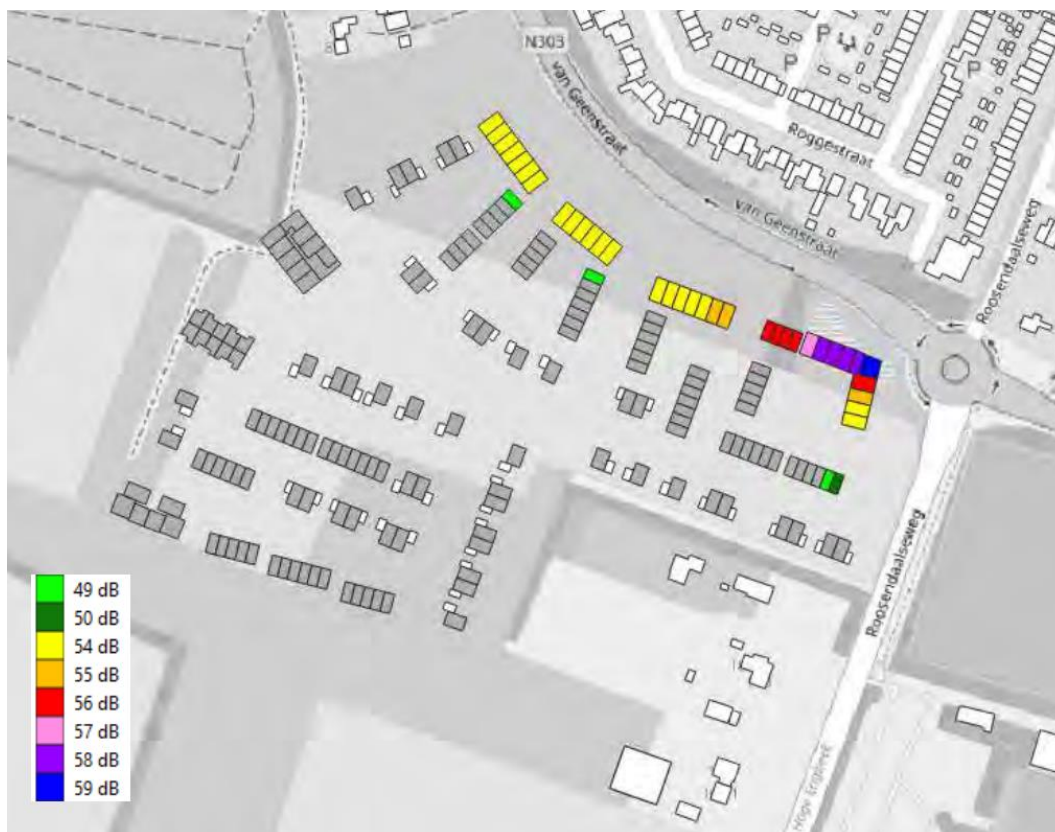 N303
P
P
van Geenstraat
Roggestraat
van Geenstraat
Roosendaalseweg
Roosendaalseweg
49 dB
50 dB
54 dB
55 dB
56 dB
57 dB
58 dB
59 dB